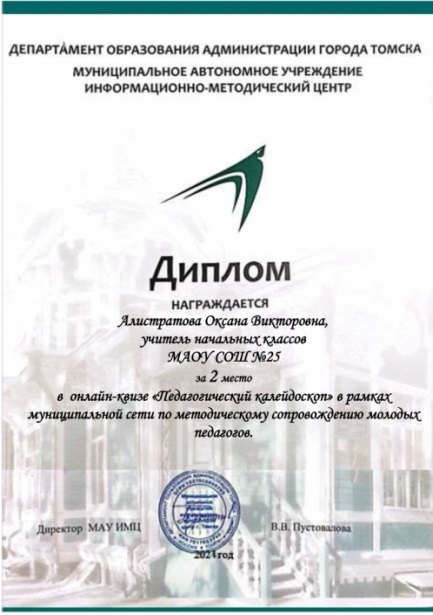 ДЕПАРТАМЕНТ ОБРАЗОВАНИЯ АДМИНИСТРАЦИИ ГОРОДА ТОМСКА
МУНИЦИПАЛЬНОЕ АВТОНОМНОЕ УЧРЕЖДЕНИЕ
ИНФОРМАЦИОННО-МЕТОДИЧЕСКИЙ ЦЕНТР
ДИПЛОМ
НАГРАЖДАЕТСЯ
Алистратова Оксана Викторовна,
учитель начальных классов
МАОУ СОШ №25
за 2 место
в онлайн-квизе «Педагогический калейдоскоп» в рамках
муниципальной сети по методическому сопровождению молодых
педагогов.
Директор МАУ ИМЦ В.В. Пустовалова
2024 год